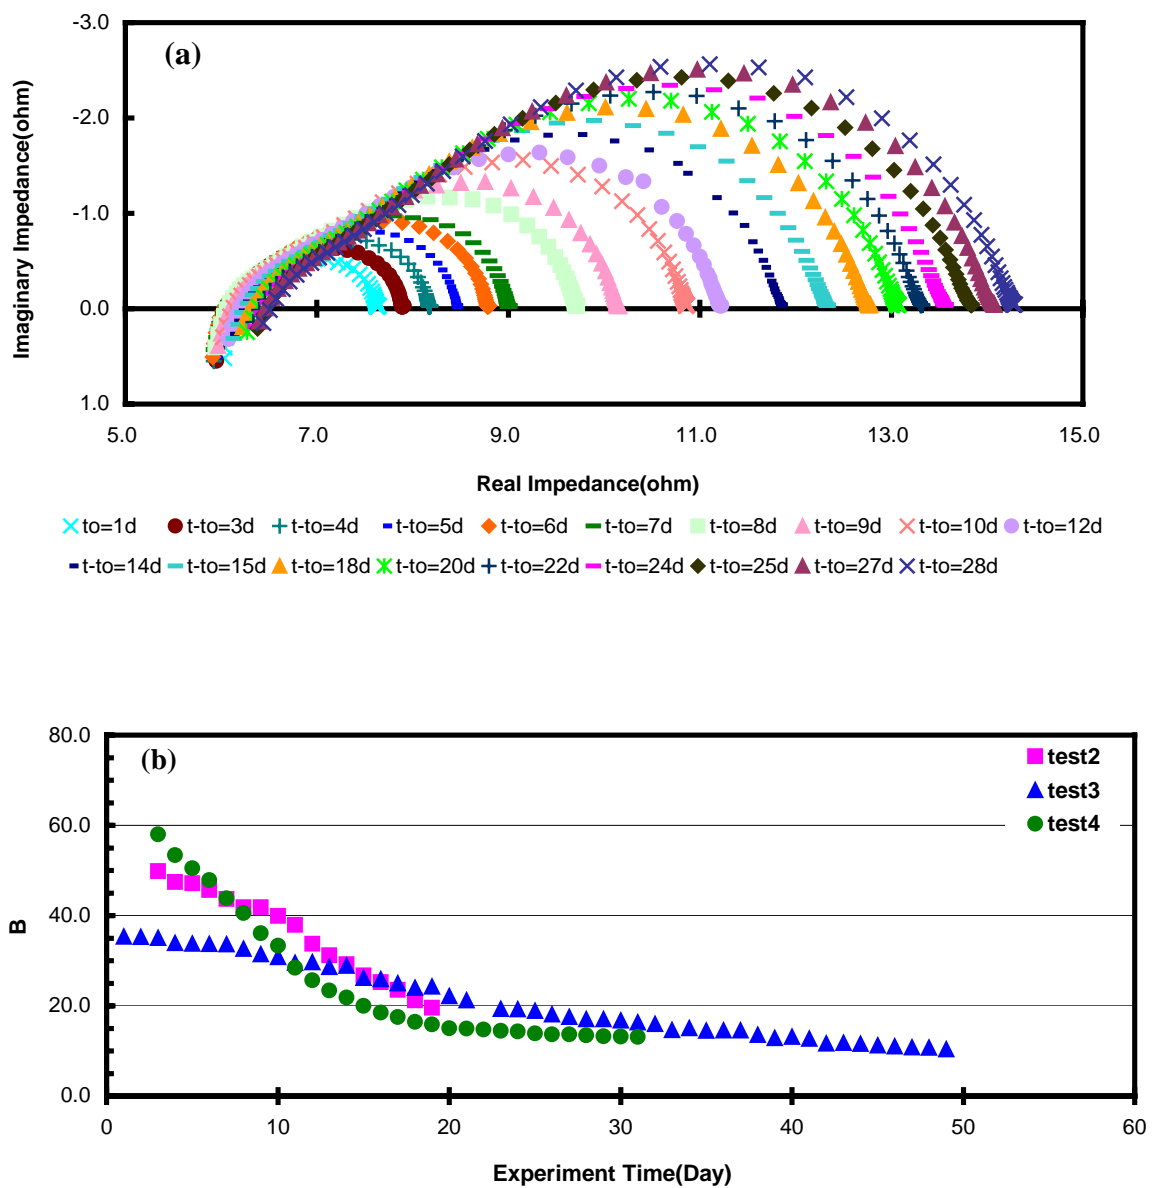 -3.0
(a)
-2.0
-1.0
0.0
1.0
Imaginary Impedance(ohm)
5.0 7.0 9.0 11.0 13.0 15.0
Real Impedance(ohm)
to=1d t-to=3d t-to=4d t-to=5d t-to=6d t-to=7d t-to=8d t-to=9d t-to=10d t-to=12d
t-to=14d t-to=15d t-to=18d t-to=20d t-to=22d t-to=24d t-to=25d t-to=27d t-to=28d
80.0
(b)
test2
test3
test4
60.0
40.0
20.0
0.0
B
0 10 20 30 40 50 60
Experiment Time(Day)